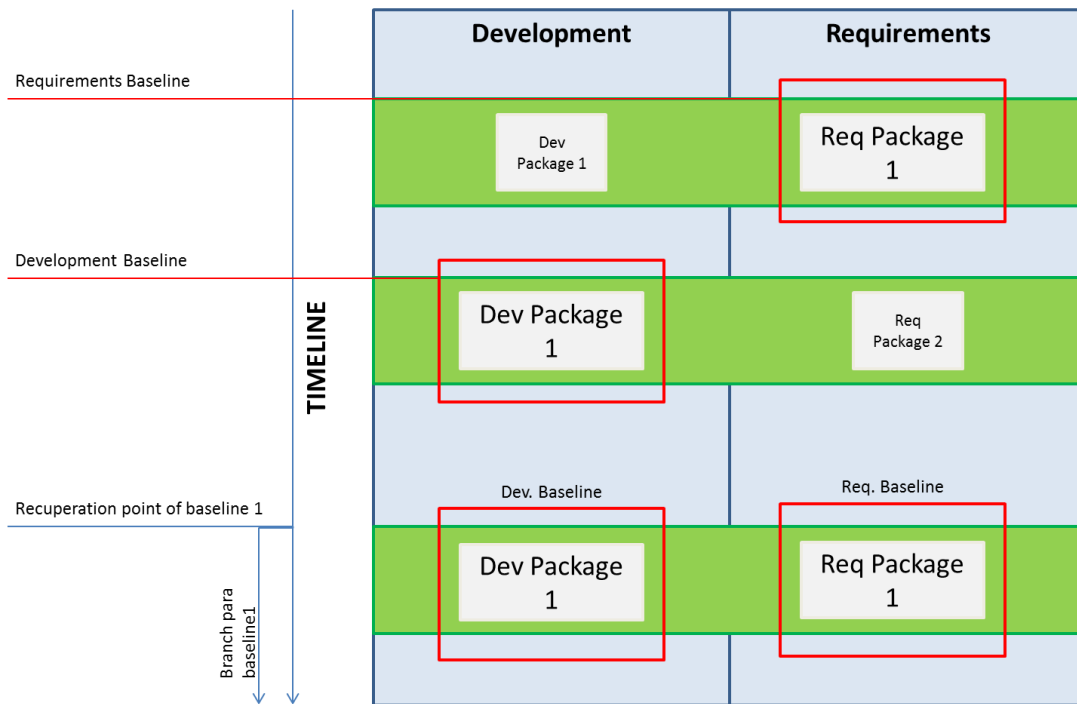 Development
Requirements
Requirements Baseline
Dev
Package 1
Req Package
1
Development Baseline
TIMELINE
Dev Package
1
Req
Package 2
Dev. Baseline
Req. Baseline
Recuperation point of baseline 1
Dev Package
1
Req Package
1
Branch para
baseline1